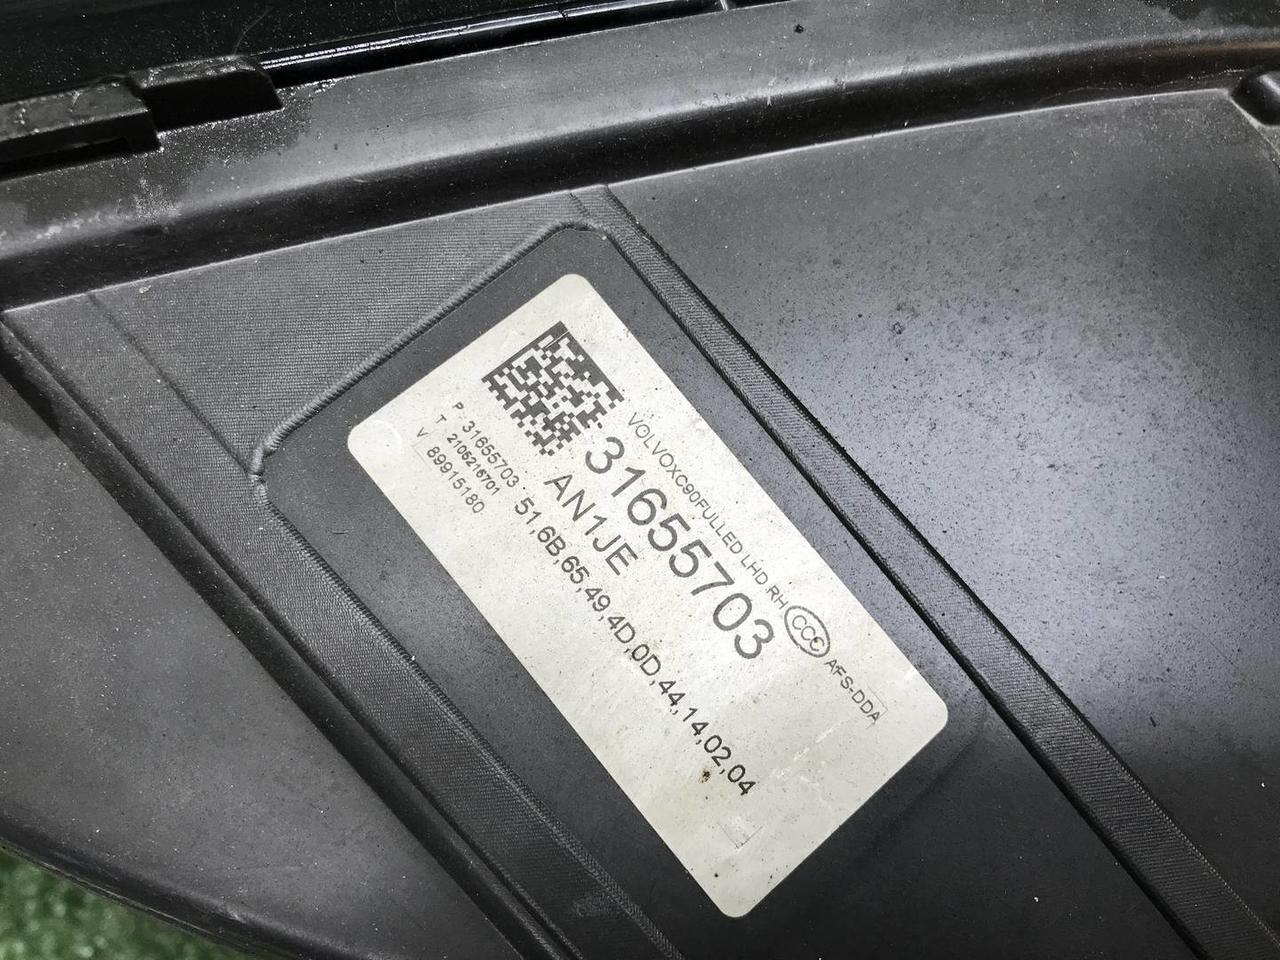 VOLVOXC90FULLED LHD RH CCC AFS-DDA
31655703
AN1JE
51,6B,65,49,4D,0D,44,14,02,04
P 31655703
T 2106216701
V 89915180